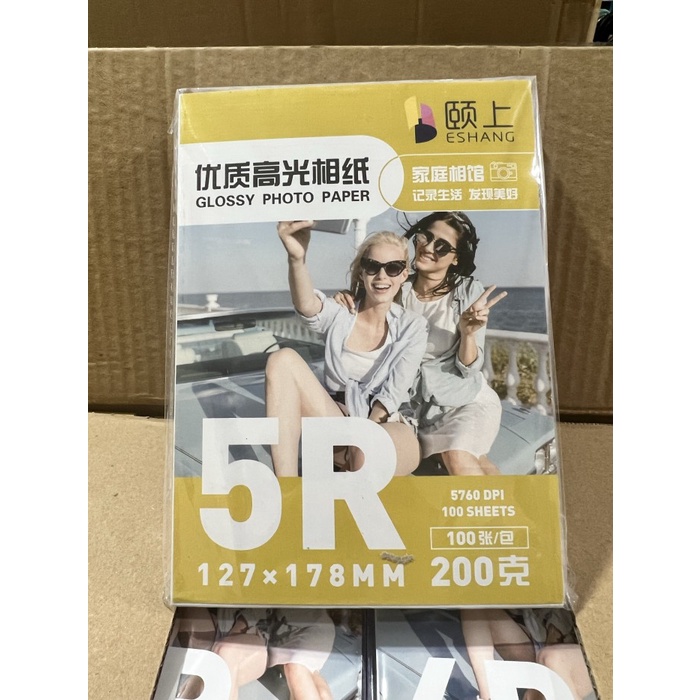 颐上
ESHANG
优质高光相纸
GLOSSY PHOTO PAPER
家庭相馆
记录生活 发现美好
5R
5760 DPI
100 SHEETS
100张/包
127×178MM 200克
R